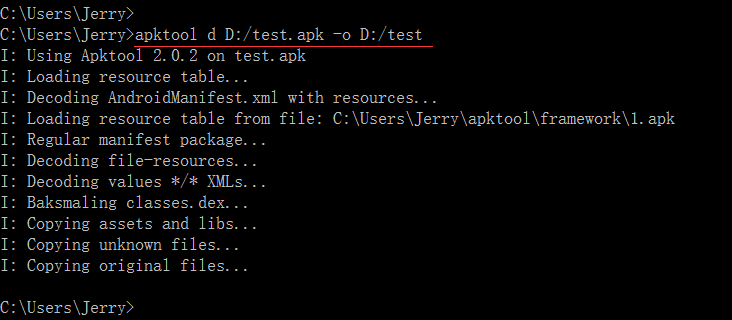 C:\Users\Jerry>
C:\Users\Jerry>apktool d D:/test.apk -o D:/test
I: Using Apktool 2.0.2 on test.apk
I: Loading resource table...
I: Decoding AndroidManifest.xml with resources...
I: Loading resource table from file: C:\Users\Jerry\apktool\framework\1.apk
I: Regular manifest package...
I: Decoding file-resources...
I: Decoding values */* XMLs...
I: Baksmaling classes.dex...
I: Copying assets and libs...
I: Copying unknown files...
I: Copying original files...
C:\Users\Jerry>